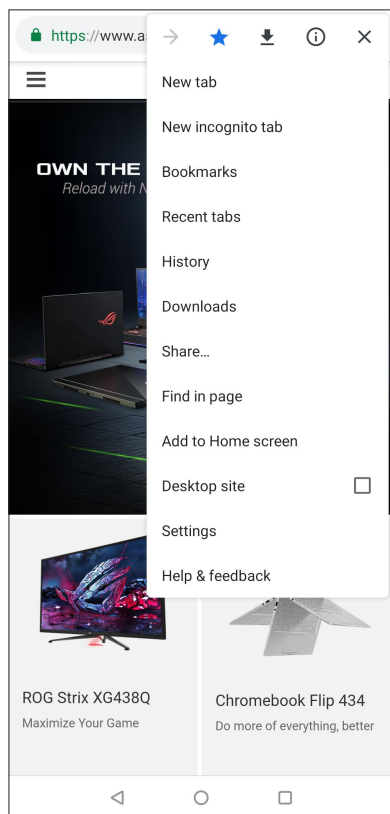 https://www.a
New tab
New incognito tab
Bookmarks
Recent tabs
History
Downloads
Share...
Find in page
Add to Home screen
Desktop site
Settings
Help & feedback
OWN THE
Reload with N
ROG Strix XG438Q
Maximize Your Game
Chromebook Flip 434
Do more of everything, better